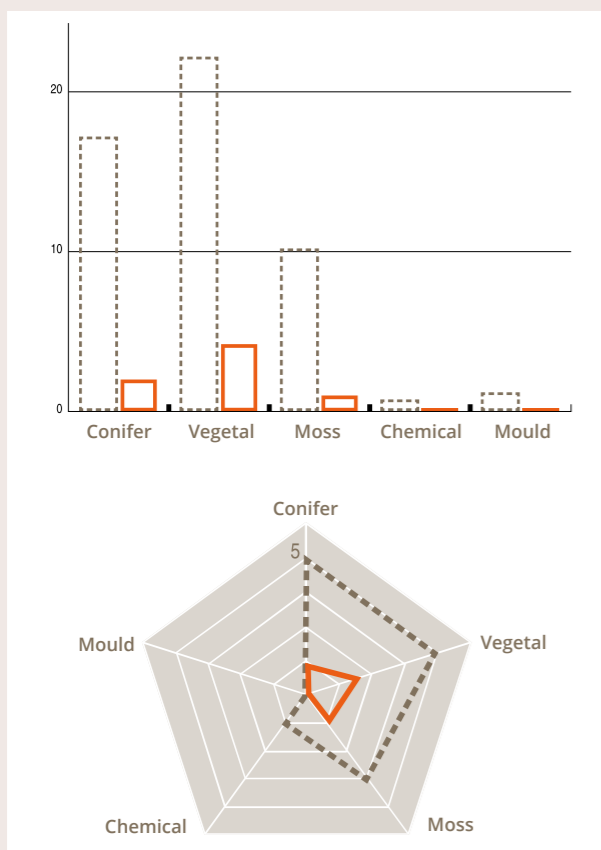 20
10
0
Conifer Vegetal Moss Chemical Mould
Conifer
5
Mould Vegetal
Chemical Moss